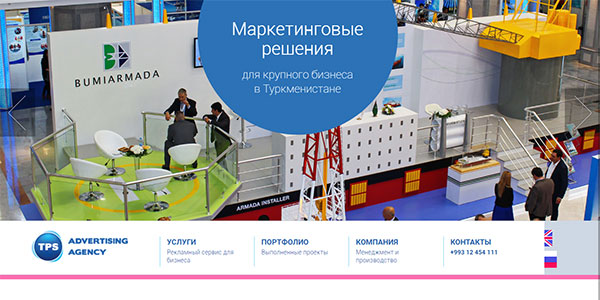 Маркетинговые
решения
для крупного бизнеса
в Туркменистане
BUMIARMADA
ARMADA INSTALLER
TPS
ADVERTISING
AGENCY
УСЛУГИ
Рекламный сервис для
бизнеса
ПОРТФОЛИО
Выполненные проекты
КОМПАНИЯ
Менеджмент и
производство
КОНТАКТЫ
+993 12 454 111